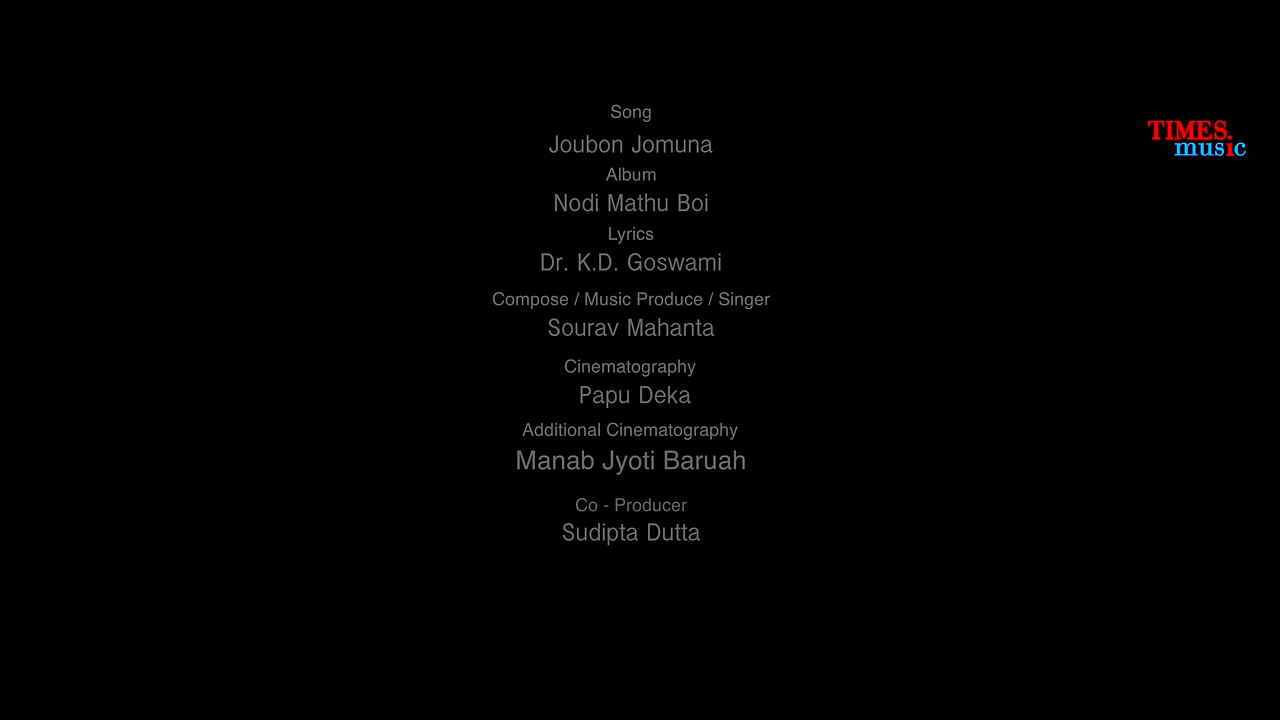 Song
Joubon Jomuna
Album
Nodi Mathu Boi
Lyrics
Dr. K.D. Goswami
Compose / Music Produce / Singer
Sourav Mahanta
Cinematography
Papu Deka
Additional Cinematography
Manab Jyoti Baruah
Co - Producer
Sudipta Dutta
TIMES.
music